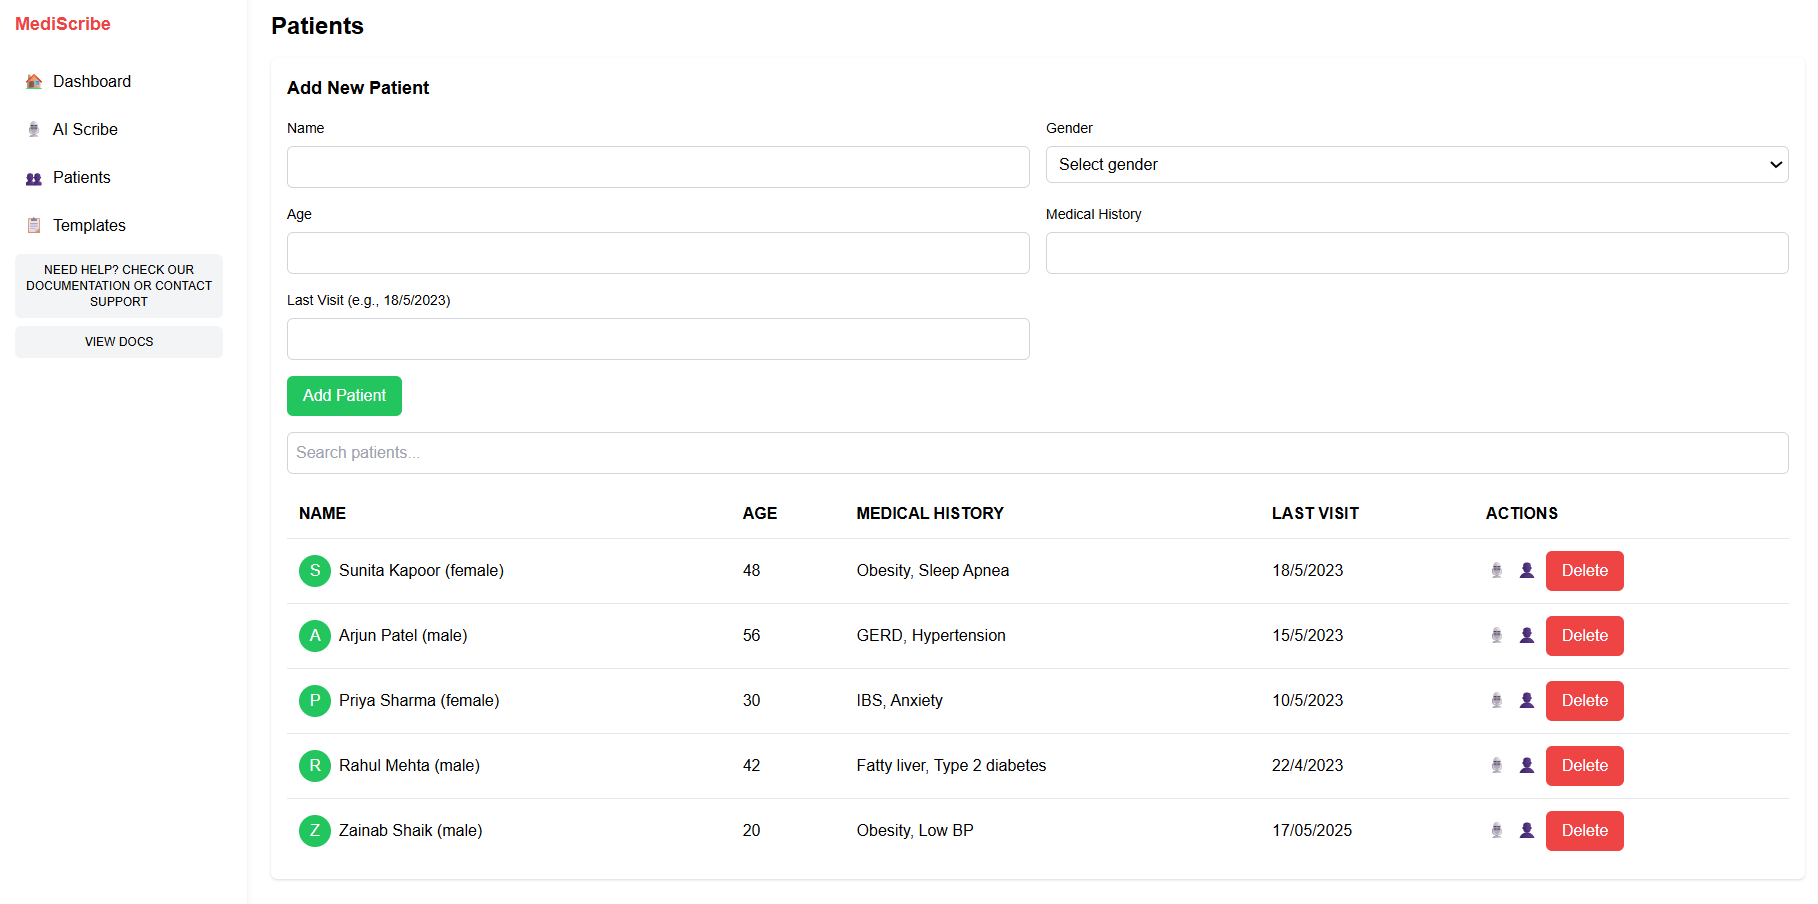 MediScribe
Dashboard
AI Scribe
Patients
Templates
NEED HELP? CHECK OUR
DOCUMENTATION OR CONTACT
SUPPORT
VIEW DOCS
Patients
Add New Patient
Name
Gender
Select gender
Age
Medical History
Last Visit (e.g., 18/5/2023)
Add Patient
Search patients...
NAME AGE MEDICAL HISTORY LAST VISIT ACTIONS
S Sunita Kapoor (female) 48 Obesity, Sleep Apnea 18/5/2023 Delete
A Arjun Patel (male) 56 GERD, Hypertension 15/5/2023 Delete
P Priya Sharma (female) 30 IBS, Anxiety 10/5/2023 Delete
R Rahul Mehta (male) 42 Fatty liver, Type 2 diabetes 22/4/2023 Delete
Z Zainab Shaik (male) 20 Obesity, Low BP 17/05/2025 Delete